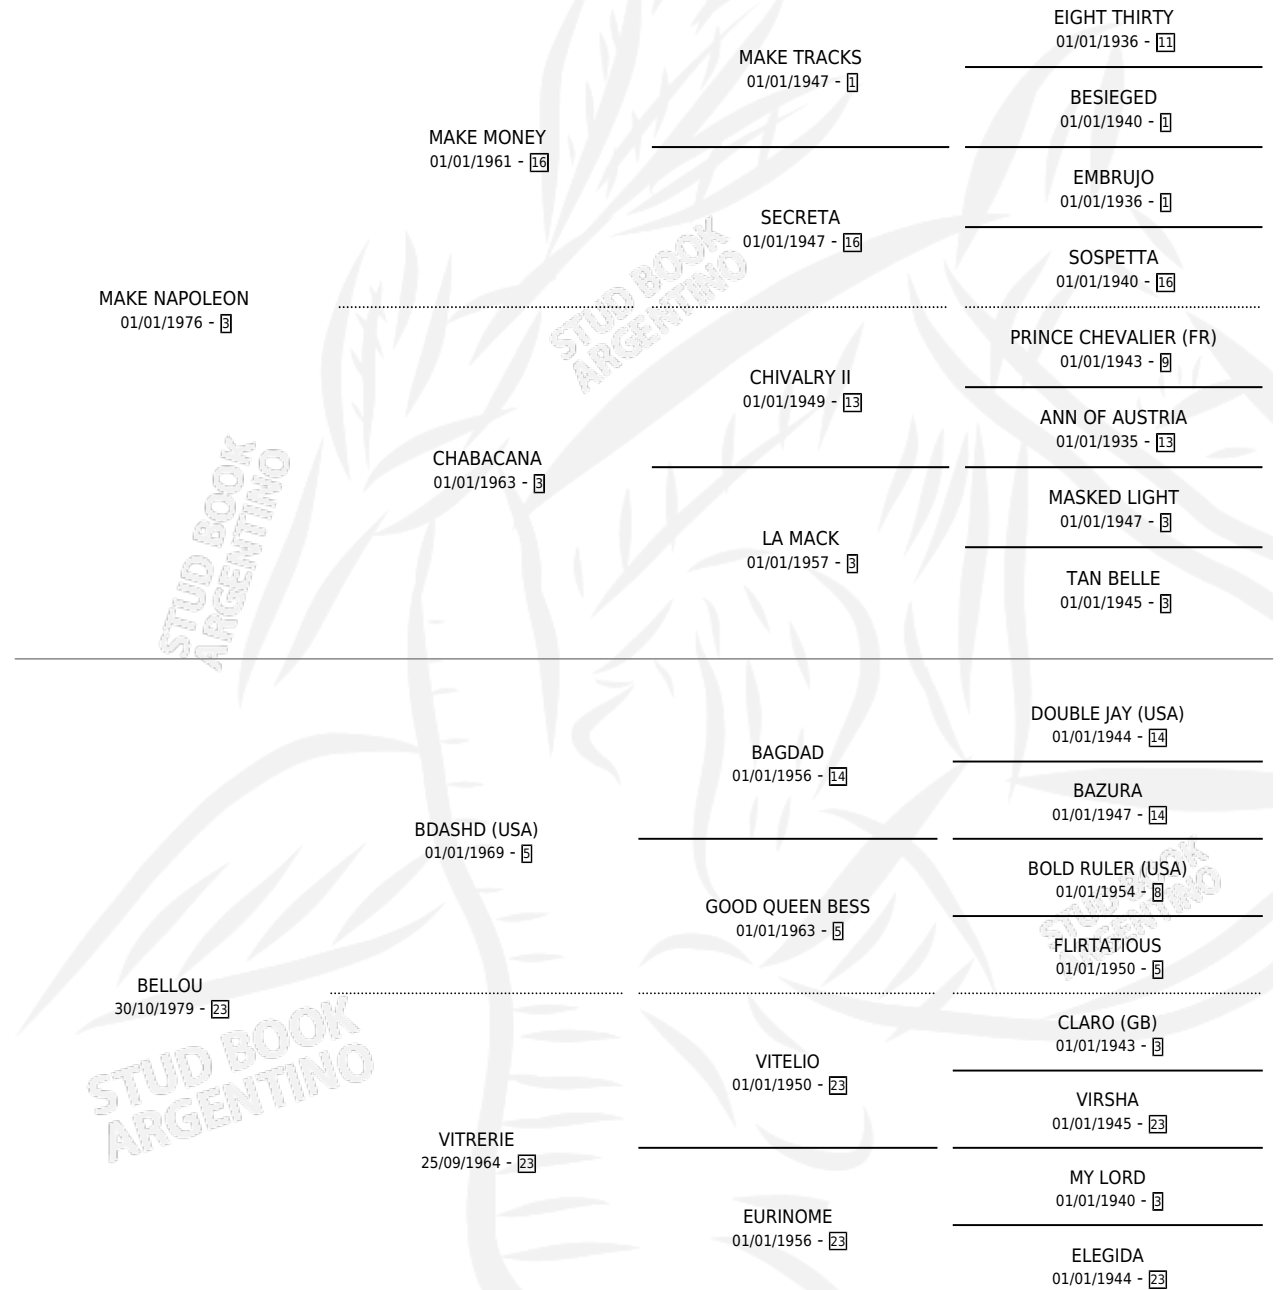 EIGHT THIRTY
01/01/1936 - 11
MAKE TRACKS
01/01/1947 - 1
BESIEGED
01/01/1940 - 1
MAKE MONEY
01/01/1961 - 16
EMBRUJO
01/01/1936 - 1
SECRETA
01/01/1947 - 16
SOSPETTA
01/01/1940 - 16
MAKE NAPOLEON
01/01/1976 - 3
STUD BOOK
ARGENTINO
PRINCE CHEVALIER (FR)
01/01/1943 - 9
CHIVALRY II
01/01/1949 - 13
ANN OF AUSTRIA
01/01/1935 - 13
CHABACANA
01/01/1963 - 3
MASKED LIGHT
01/01/1947 - 3
LA MACK
01/01/1957 - 3
TAN BELLE
01/01/1945 - 3
STUD BOOK
ARGENTINO
DOUBLE JAY (USA)
01/01/1944 - 14
BAGDAD
01/01/1956 - 14
BAZURA
01/01/1947 - 14
BDASHD (USA)
01/01/1969 - 5
BOLD RULER (USA)
01/01/1954 - 8
GOOD QUEEN BESS
01/01/1963 - 5
STUD BOOK
ARGENTINO
FLIRTATIOUS
01/01/1950 - 5
BELLOU
30/10/1979 - 23
CLARO (GB)
01/01/1943 - 3
VITELIO
01/01/1950 - 23
STUD BOOK
ARGENTINO
VIRSHA
01/01/1945 - 23
VITRERIE
25/09/1964 - 23
MY LORD
01/01/1940 - 3
EURINOME
01/01/1956 - 23
ELEGIDA
01/01/1944 - 23